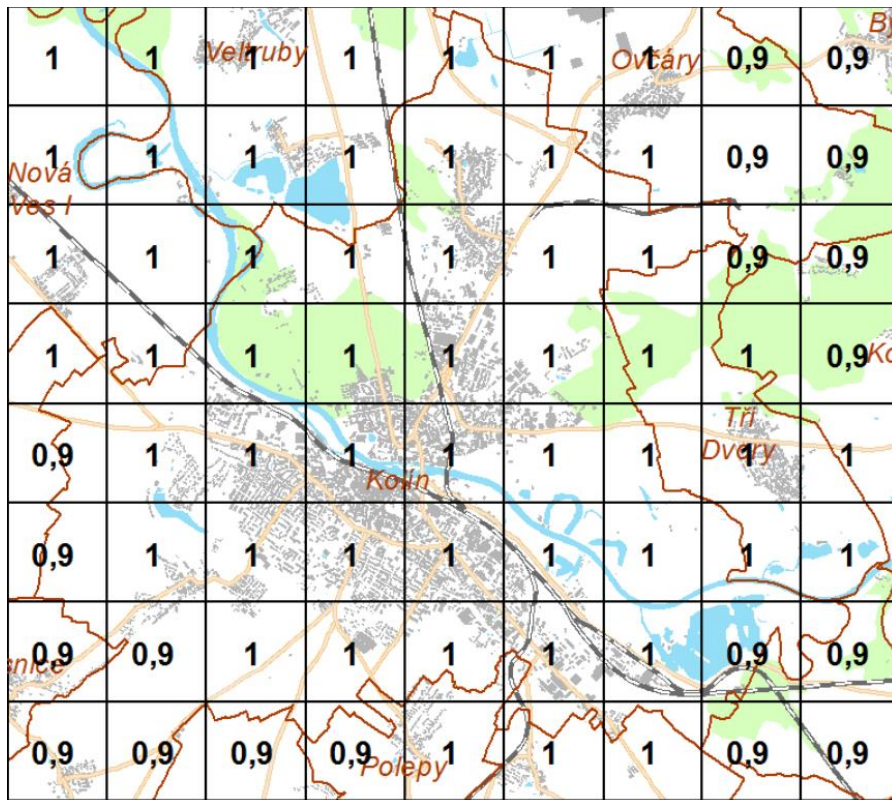 1 1 1 1 1 1 1 0,9 0,9
Veltruby Ovčáry
1 1 1 1 1 1 1 0,9 0,9
Nová
Ves I
1 1 1 1 1 1 1 0,9 0,9
1 1 1 1 1 1 1 1 0,9
Tři
Dvory
0,9 1 1 1 1 1 1 1 1
Kolín
0,9 1 1 1 1 1 1 1 1
0,9 0,9 1 1 1 1 1 0,9 0,9
0,9 0,9 0,9 0,9 1 1 1 0,9 0,9
Polepy